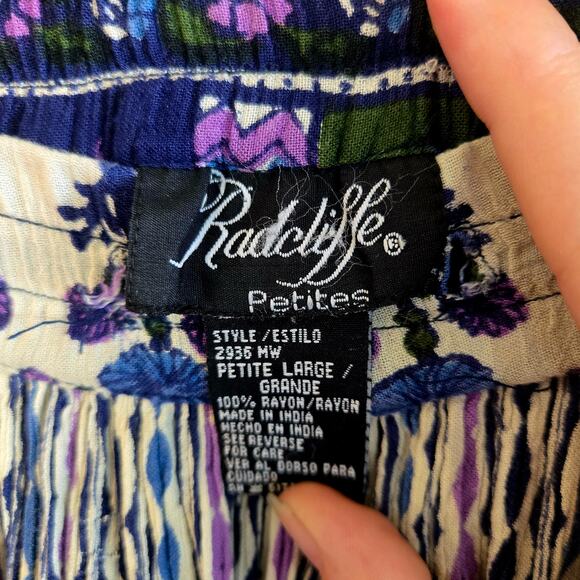 Radcliffe®
Petites
STYLE/ESTILO
2936 MW
PETITE LARGE/
GRANDE
100% RAYON/RAYON
MADE IN INDIA
HECHO EN INDIA
SEE REVERSE
FOR CARE
VER AL DORSO PARA
CUIDADO